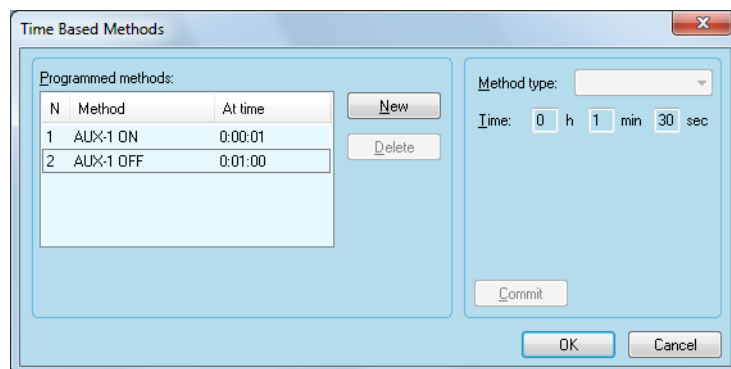 Time Based Methods
x
Programmed methods:
N Method At time
1 AUX-1 ON 0:00:01
2 AUX-1 OFF 0:01:00
New
Delete
Method type:
Time: 0 h 1 min 30 sec
Commit
OK Cancel